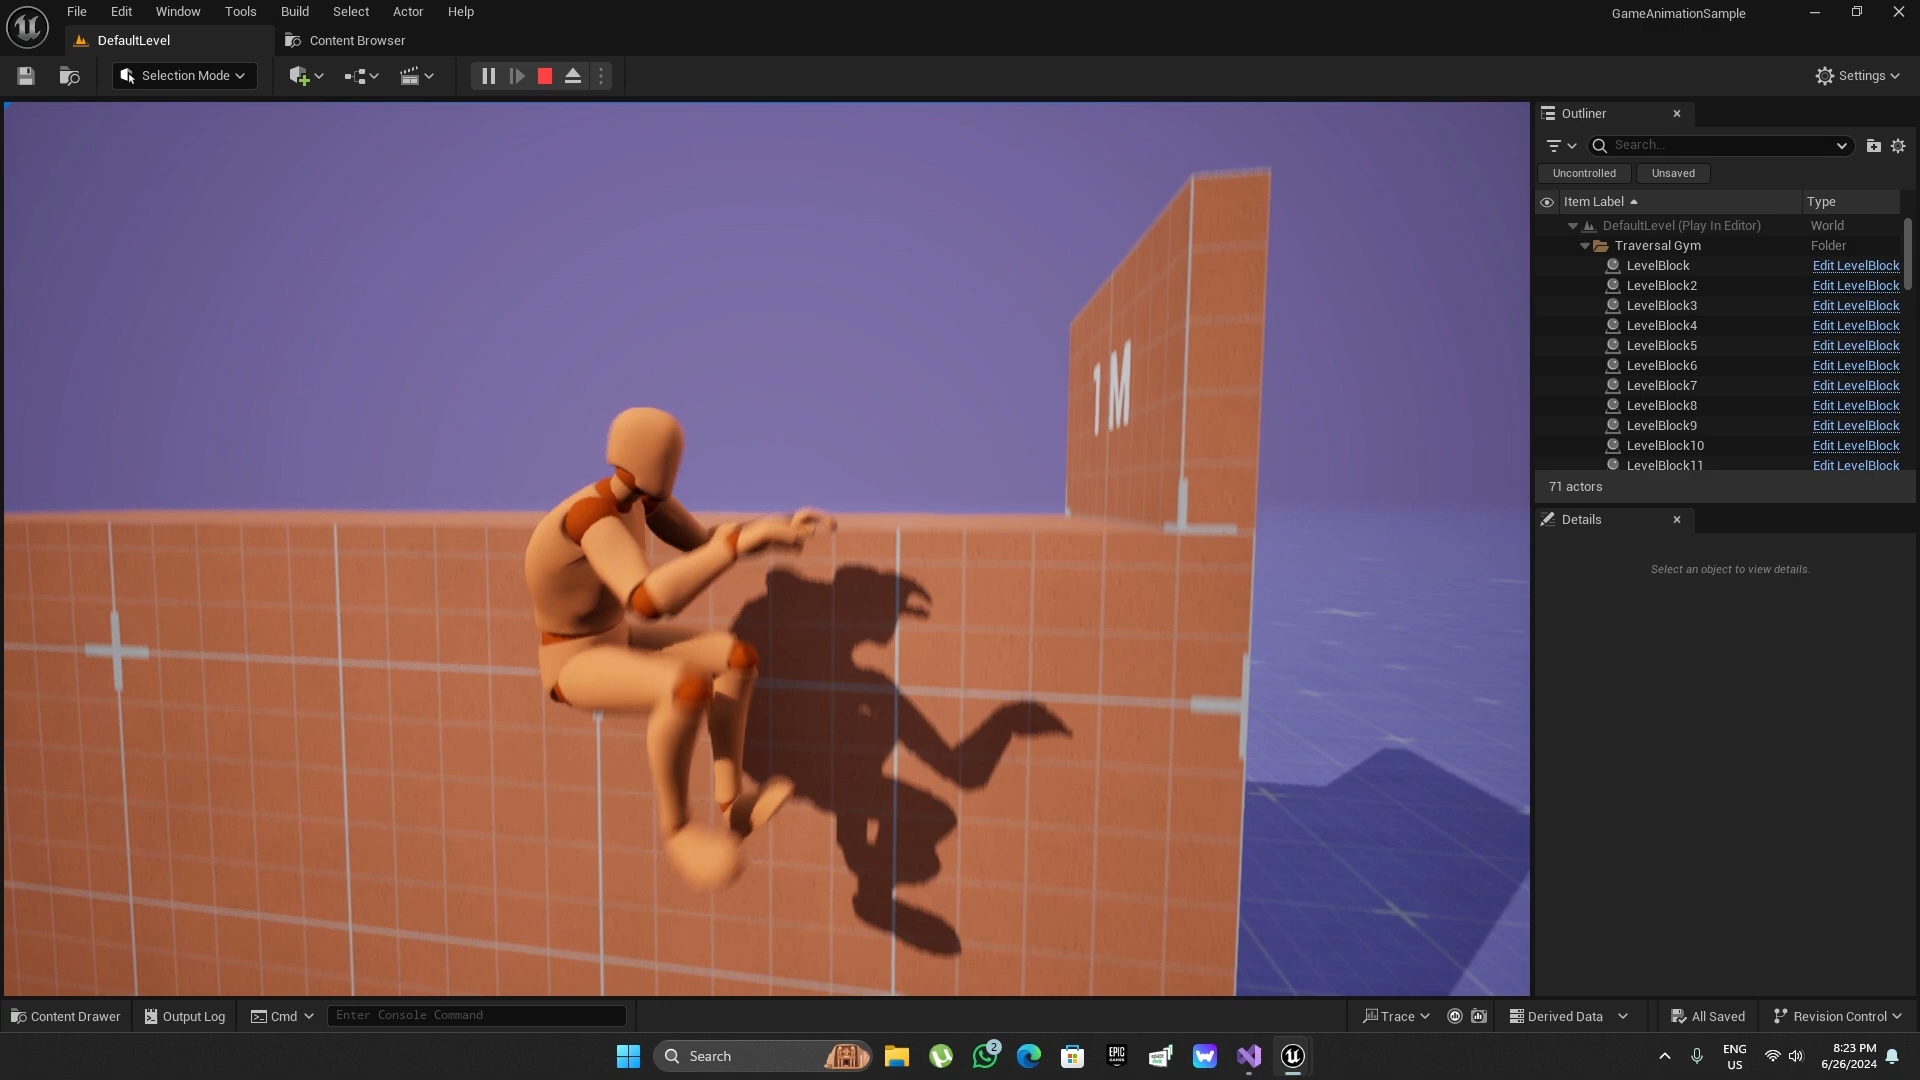 File Edit Window Tools Build Select Actor Help
GameAnimationSample
DefaultLevel
Content Browser
Selection Mode
Settings
Outliner
Search...
Uncontrolled Unsaved
Item Label Type
DefaultLevel (Play In Editor) World
Traversal Gym Folder
LevelBlock Edit LevelBlock
LevelBlock2 Edit LevelBlock
LevelBlock3 Edit LevelBlock
LevelBlock4 Edit LevelBlock
LevelBlock5 Edit LevelBlock
LevelBlock6 Edit LevelBlock
LevelBlock7 Edit LevelBlock
LevelBlock8 Edit LevelBlock
LevelBlock9 Edit LevelBlock
LevelBlock10 Edit LevelBlock
LevelBlock11 Edit LevelBlock
71 actors
Details
Select an object to view details.
1 M
Content Drawer Output Log Cmd Enter Console Command Trace Derived Data All Saved Revision Control
Search
2
EPIC GAMES
ENG
US
8:23 PM
6/26/2024